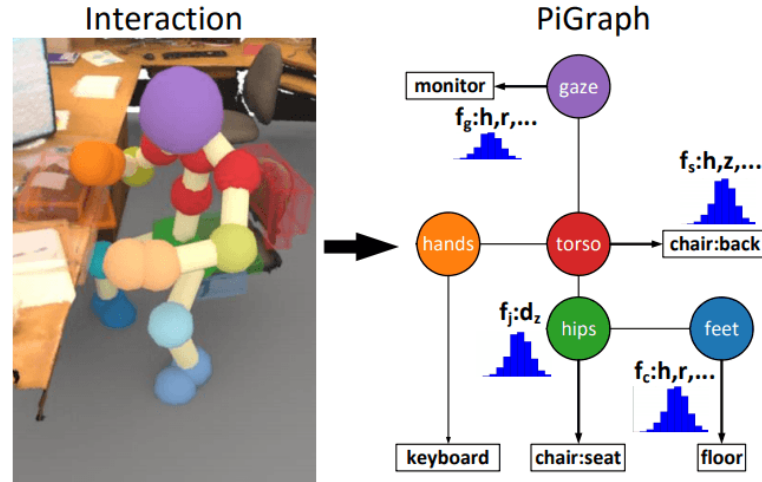 Interaction
PiGraph
monitor
gaze
f_g:h,r,...
f_s:h,z,...
hands
torso
chair:back
f_j:d_z
hips
feet
f_c:h,r,...
keyboard
chair:seat
floor